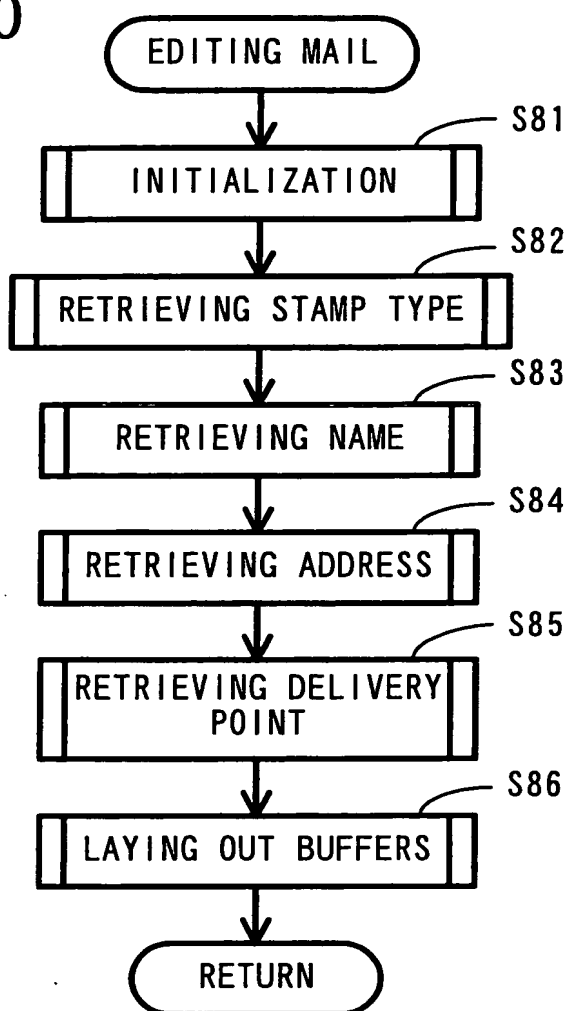 EDITING MAIL
S81
INITIALIZATION
S82
RETRIEVING STAMP TYPE
S83
RETRIEVING NAME
S84
RETRIEVING ADDRESS
S85
RETRIEVING DELIVERY
POINT
S86
LAYING OUT BUFFERS
RETURN